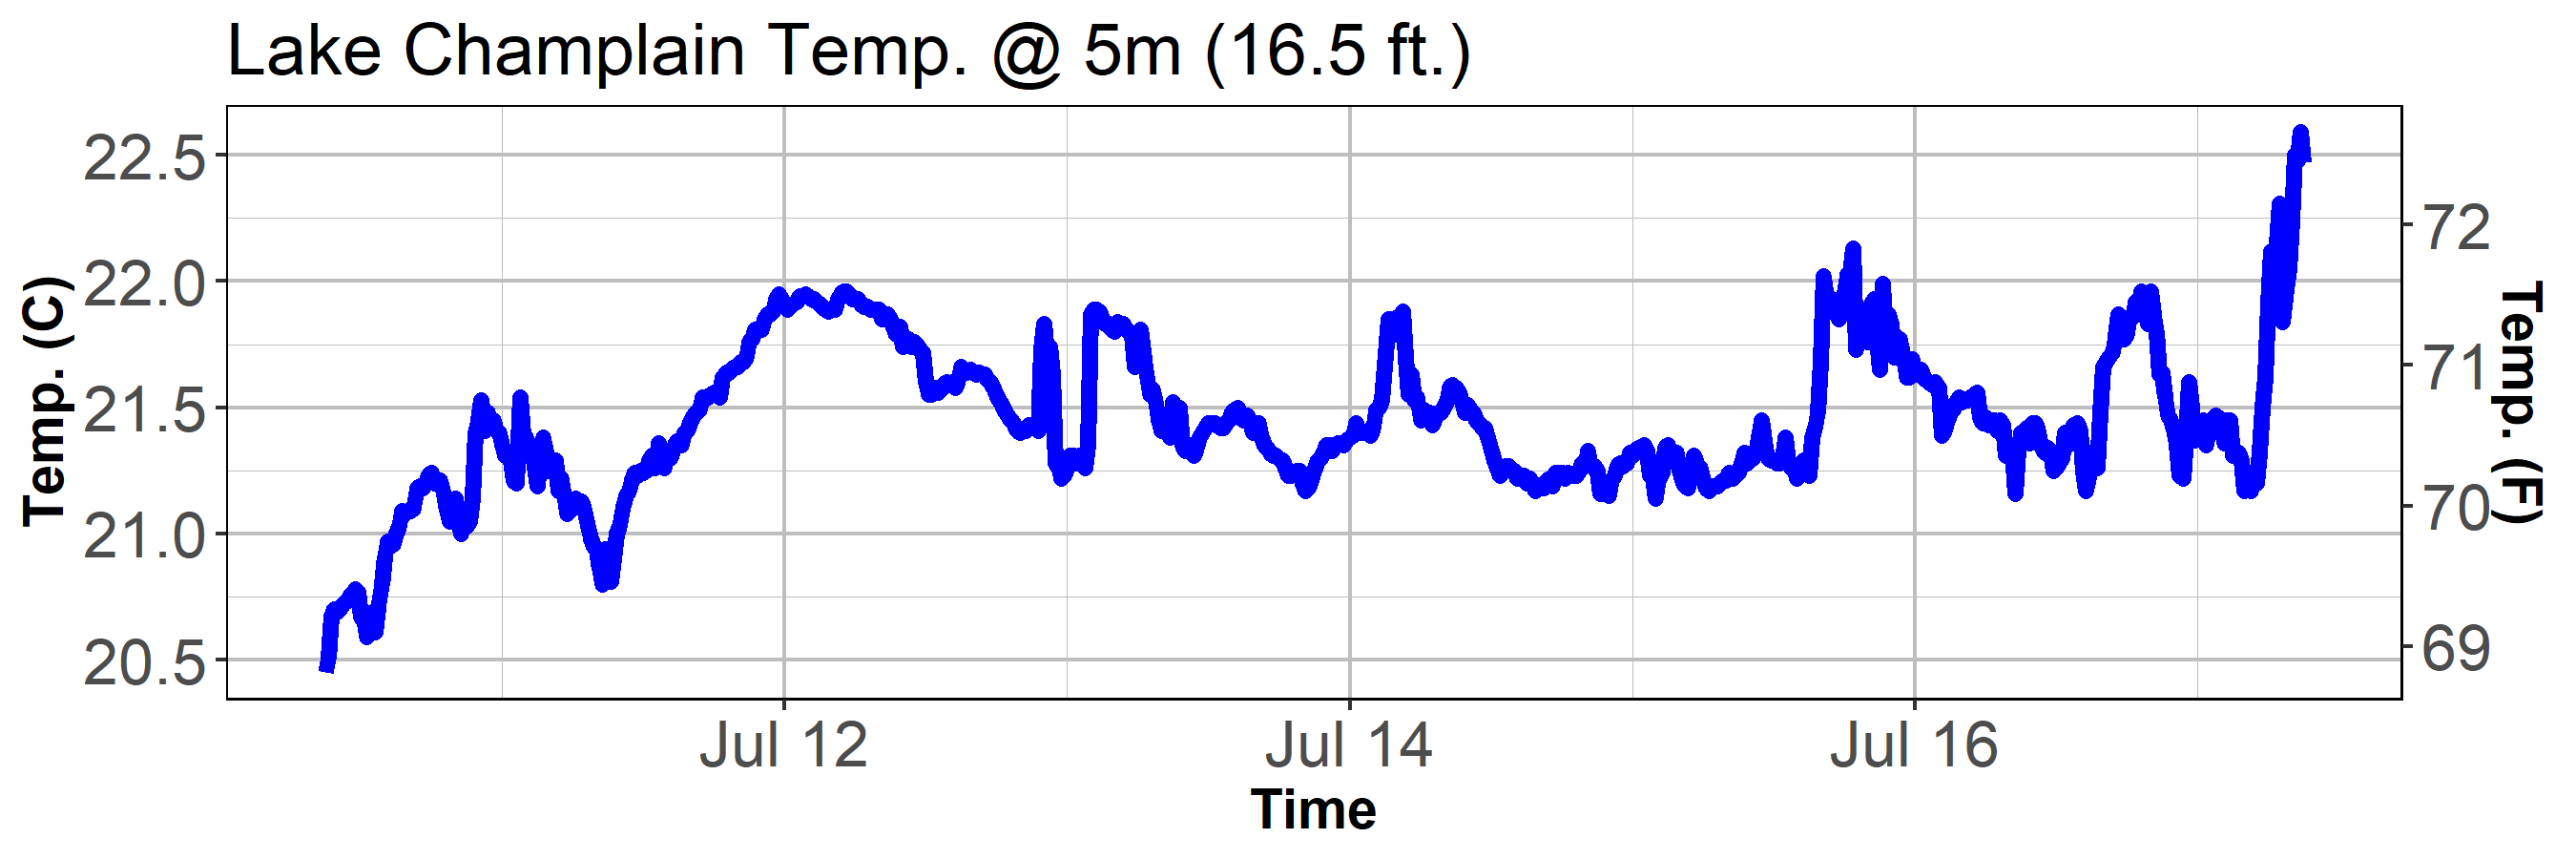 Lake Champlain Temp. @ 5m (16.5 ft.)
Temp. (C)
22.5
22.0
21.5
21.0
20.5
72
71
70
69
Temp. (F)
Jul 12
Jul 14
Jul 16
Time